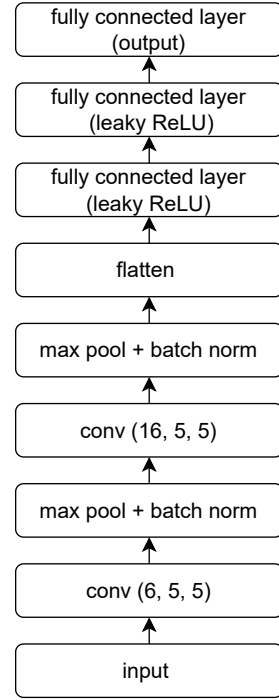 fully connected layer
(output)
fully connected layer
(leaky ReLU)
fully connected layer
(leaky ReLU)
flatten
max pool + batch norm
conv (16, 5, 5)
max pool + batch norm
conv (6, 5, 5)
input